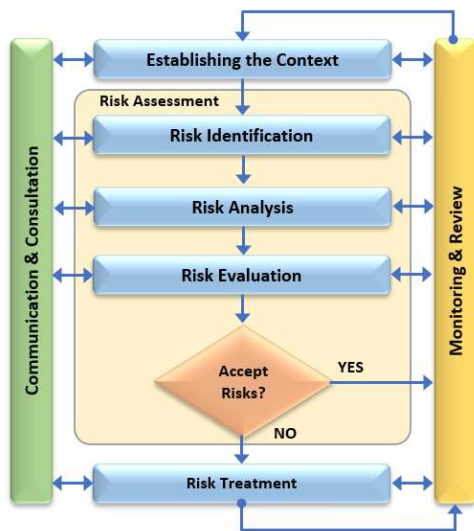 Establishing the Context
Risk Assessment
Risk Identification
Risk Analysis
Risk Evaluation
Accept
Risks?
YES
NO
Risk Treatment
Communication & Consultation
Monitoring & Review